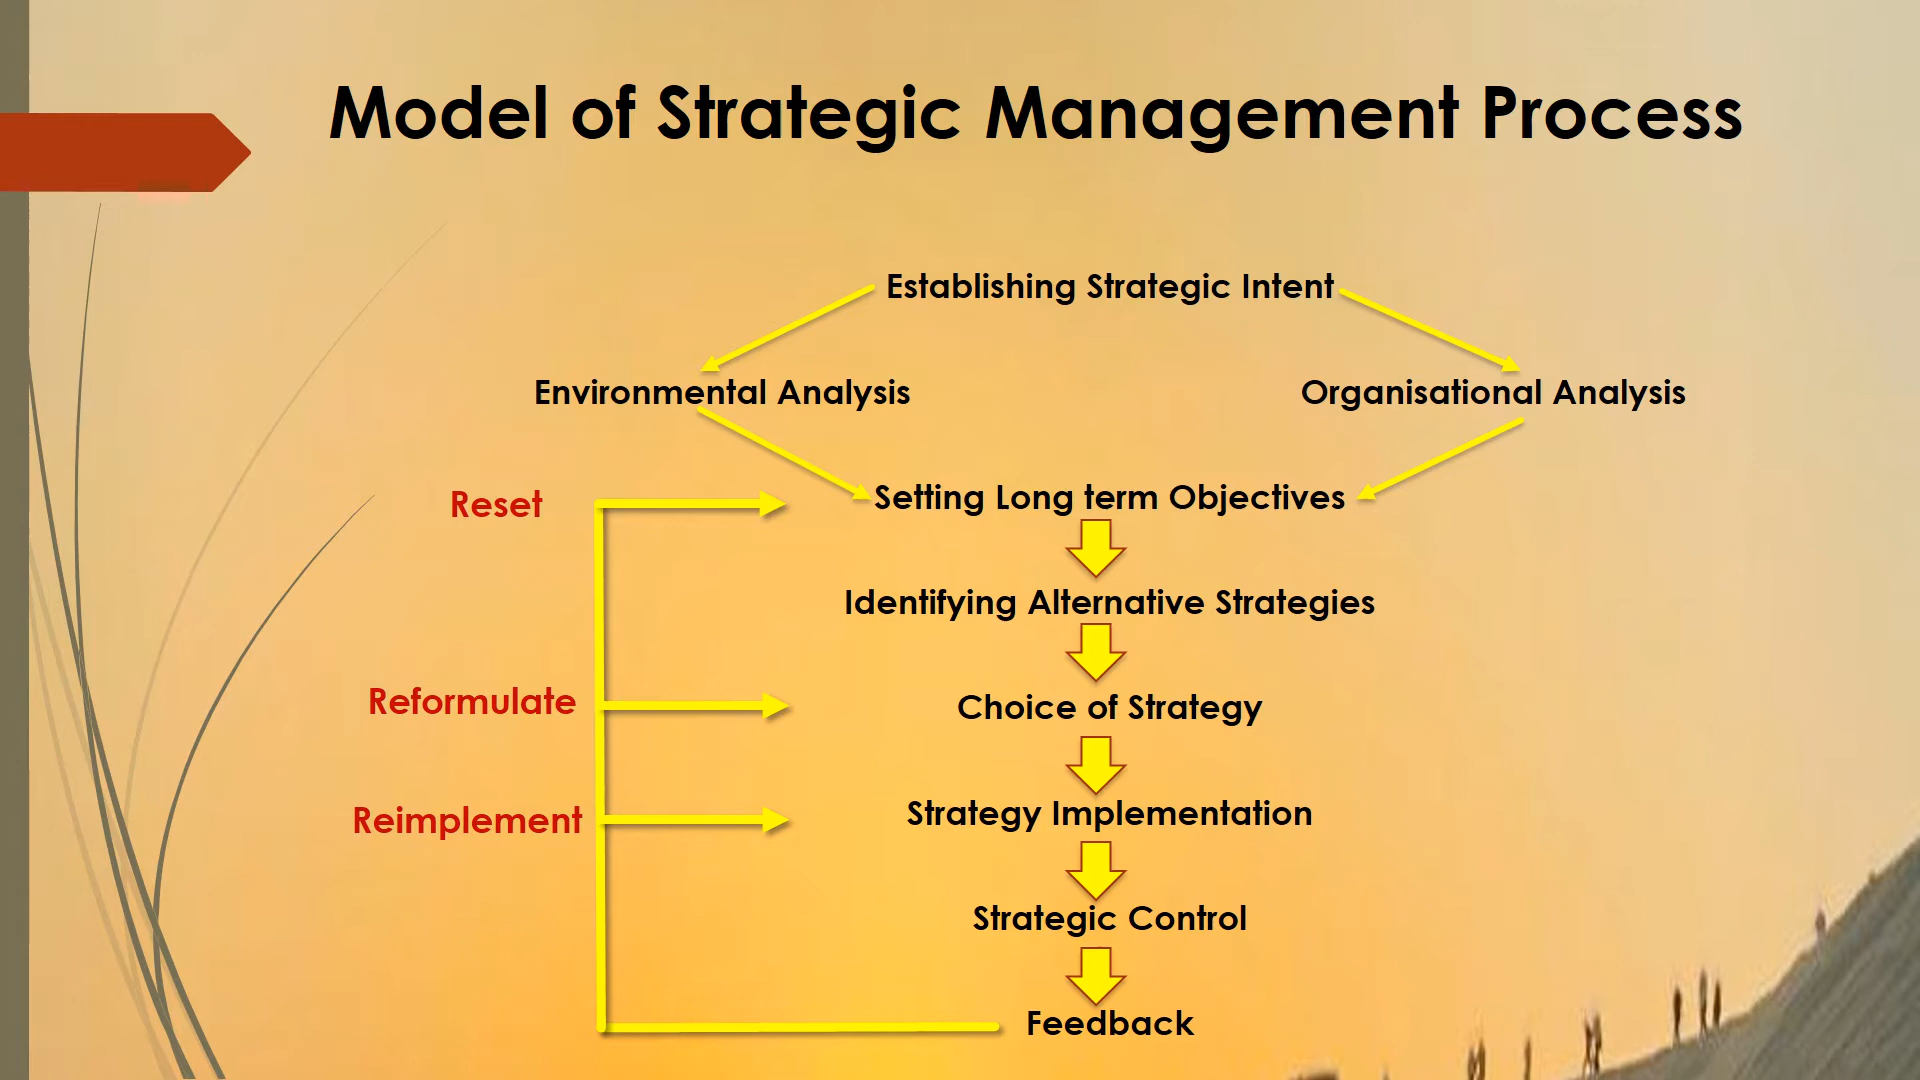 Model of Strategic Management Process
Establishing Strategic Intent
Environmental Analysis
Organisational Analysis
Reset
Setting Long term Objectives
Identifying Alternative Strategies
Reformulate
Choice of Strategy
Reimplement
Strategy Implementation
Strategic Control
Feedback